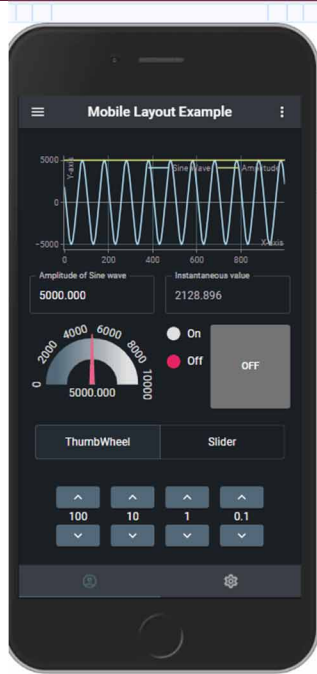 Mobile Layout Example
5000
Y-axis
Sine Wave
Amplitude
0
-5000
X-axis
0 200 400 600 800
Amplitude of Sine wave
5000.000
Instantaneous value
2128.896
0 2000 4000 6000 8000 10000
5000.000
On
Off
OFF
ThumbWheel
Slider
100 10 1 0.1